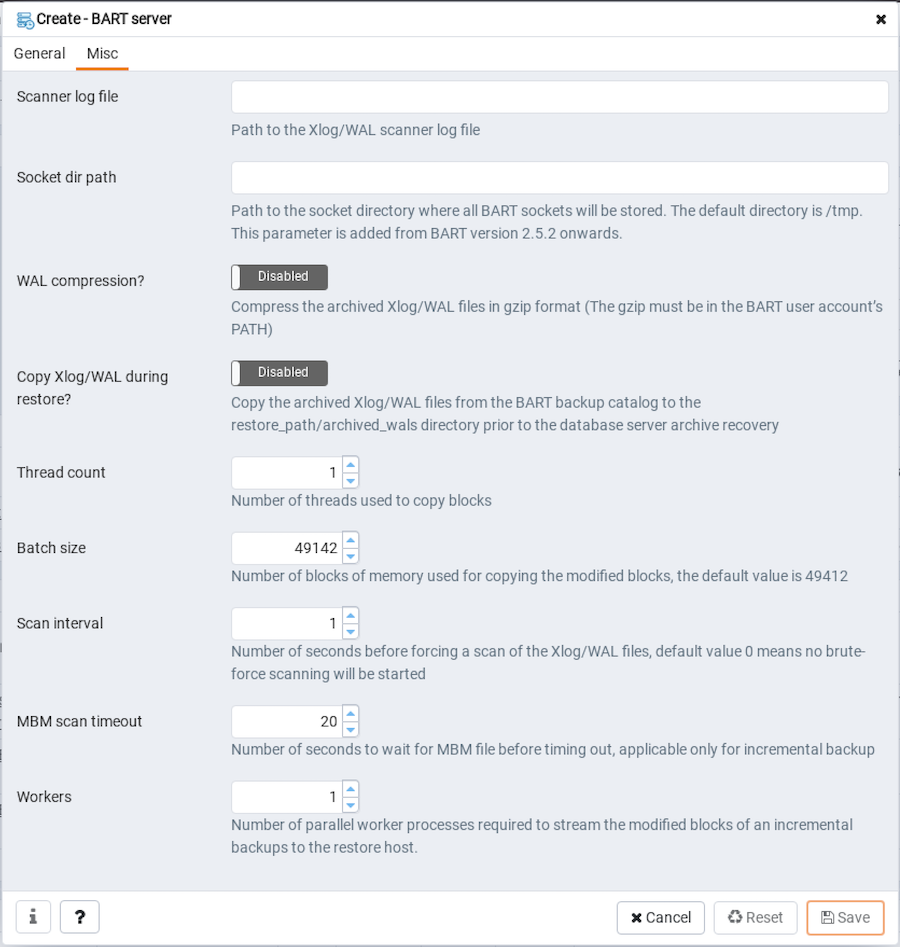 Create - BART server
General Misc
Scanner log file
Path to the Xlog/WAL scanner log file
Socket dir path
Path to the socket directory where all BART sockets will be stored. The default directory is /tmp.
This parameter is added from BART version 2.5.2 onwards.
WAL compression?
Disabled
Compress the archived Xlog/WAL files in gzip format (The gzip must be in the BART user account’s
PATH)
Copy Xlog/WAL during
restore?
Disabled
Copy the archived Xlog/WAL files from the BART backup catalog to the
restore_path/archived_wals directory prior to the database server archive recovery
Thread count
1
Number of threads used to copy blocks
Batch size
49142
Number of blocks of memory used for copying the modified blocks, the default value is 49412
Scan interval
1
Number of seconds before forcing a scan of the Xlog/WAL files, default value 0 means no brute-
force scanning will be started
MBM scan timeout
20
Number of seconds to wait for MBM file before timing out, applicable only for incremental backup
Workers
1
Number of parallel worker processes required to stream the modified blocks of an incremental
backups to the restore host.
i ? Cancel Reset Save